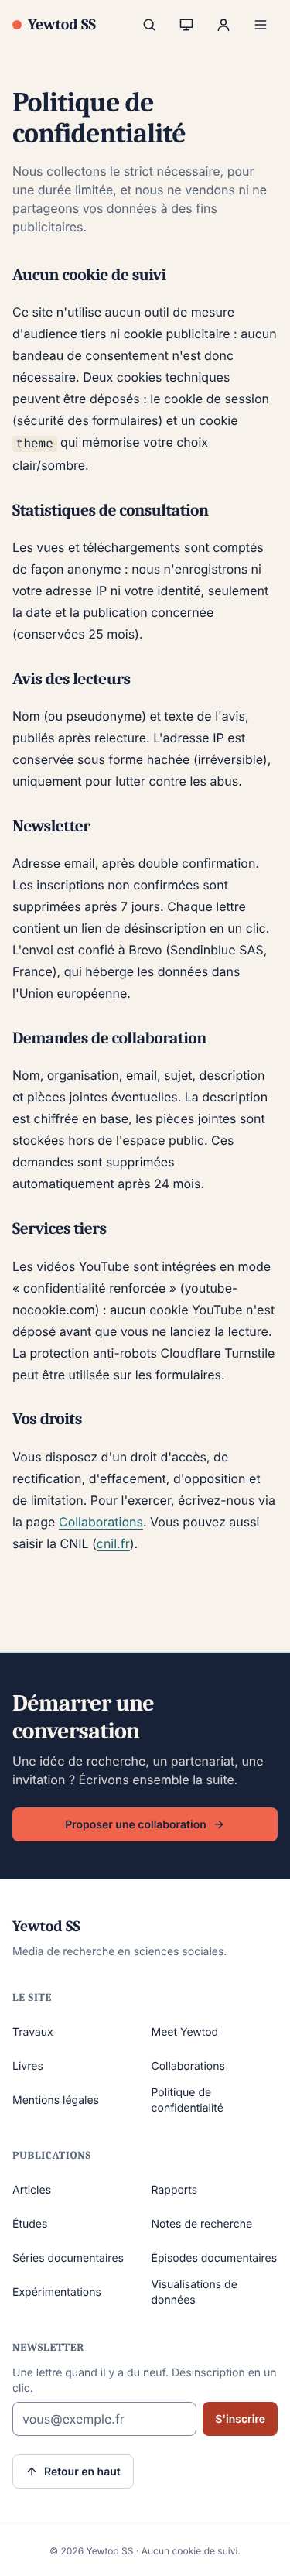 Yewtod SS
Politique de
confidentialité
Nous collectons le strict nécessaire, pour
une durée limitée, et nous ne vendons ni ne
partageons vos données à des fins
publicitaires.
Aucun cookie de suivi
Ce site n'utilise aucun outil de mesure
d'audience tiers ni cookie publicitaire : aucun
bandeau de consentement n'est donc
nécessaire. Deux cookies techniques
peuvent être déposés : le cookie de session
(sécurité des formulaires) et un cookie
theme qui mémorise votre choix
clair/sombre.
Statistiques de consultation
Les vues et téléchargements sont comptés
de façon anonyme : nous n'enregistrons ni
votre adresse IP ni votre identité, seulement
la date et la publication concernée
(conservées 25 mois).
Avis des lecteurs
Nom (ou pseudonyme) et texte de l'avis,
publiés après relecture. L'adresse IP est
conservée sous forme hachée (irréversible),
uniquement pour lutter contre les abus.
Newsletter
Adresse email, après double confirmation.
Les inscriptions non confirmées sont
supprimées après 7 jours. Chaque lettre
contient un lien de désinscription en un clic.
L'envoi est confié à Brevo (Sendinblue SAS,
France), qui héberge les données dans
l'Union européenne.
Demandes de collaboration
Nom, organisation, email, sujet, description
et pièces jointes éventuelles. La description
est chiffrée en base, les pièces jointes sont
stockées hors de l'espace public. Ces
demandes sont supprimées
automatiquement après 24 mois.
Services tiers
Les vidéos YouTube sont intégrées en mode
« confidentialité renforcée » (youtube-
nocookie.com) : aucun cookie YouTube n'est
déposé avant que vous ne lanciez la lecture.
La protection anti-robots Cloudflare Turnstile
peut être utilisée sur les formulaires.
Vos droits
Vous disposez d'un droit d'accès, de
rectification, d'effacement, d'opposition et
de limitation. Pour l'exercer, écrivez-nous via
la page Collaborations. Vous pouvez aussi
saisir la CNIL (cnil.fr).
Démarrer une
conversation
Une idée de recherche, un partenariat, une
invitation ? Écrivons ensemble la suite.
Proposer une collaboration →
Yewtod SS
Média de recherche en sciences sociales.
LE SITE
Travaux
Meet Yewtod
Livres
Collaborations
Mentions légales
Politique de
confidentialité
PUBLICATIONS
Articles
Rapports
Études
Notes de recherche
Séries documentaires
Épisodes documentaires
Expérimentations
Visualisations de
données
NEWSLETTER
Une lettre quand il y a du neuf. Désinscription en un
clic.
vous@exemple.fr
S'inscrire
↑ Retour en haut
© 2026 Yewtod SS · Aucun cookie de suivi.